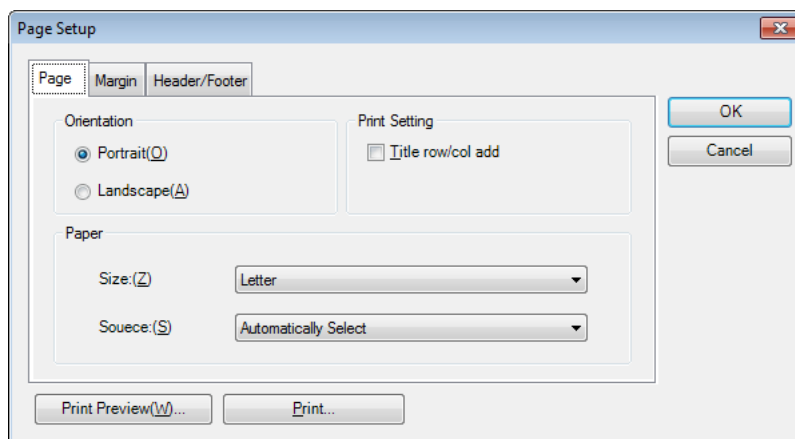 Page Setup
Page Margin Header/Footer
Orientation
Portrait(O)
Landscape(A)
Print Setting
Title row/col add
OK
Cancel
Paper
Size:(Z) Letter
Souece:(S) Automatically Select
Print Preview(W)... Print...